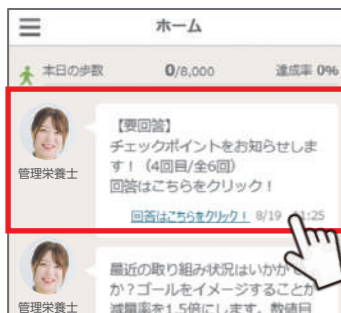 ホーム
本日の歩数 0/8,000 達成率 0%
【要回答】
チェックポイントをお知らせしま
す！（4回目/全6回）
管理栄養士
回答はこちらをクリック！
回答はこちらをクリック！ 8/19 11:25
最近の取り組み状況はいかが
か？ゴールをイメージすることが
管理栄養士
減量率を1.5倍にします。数値目